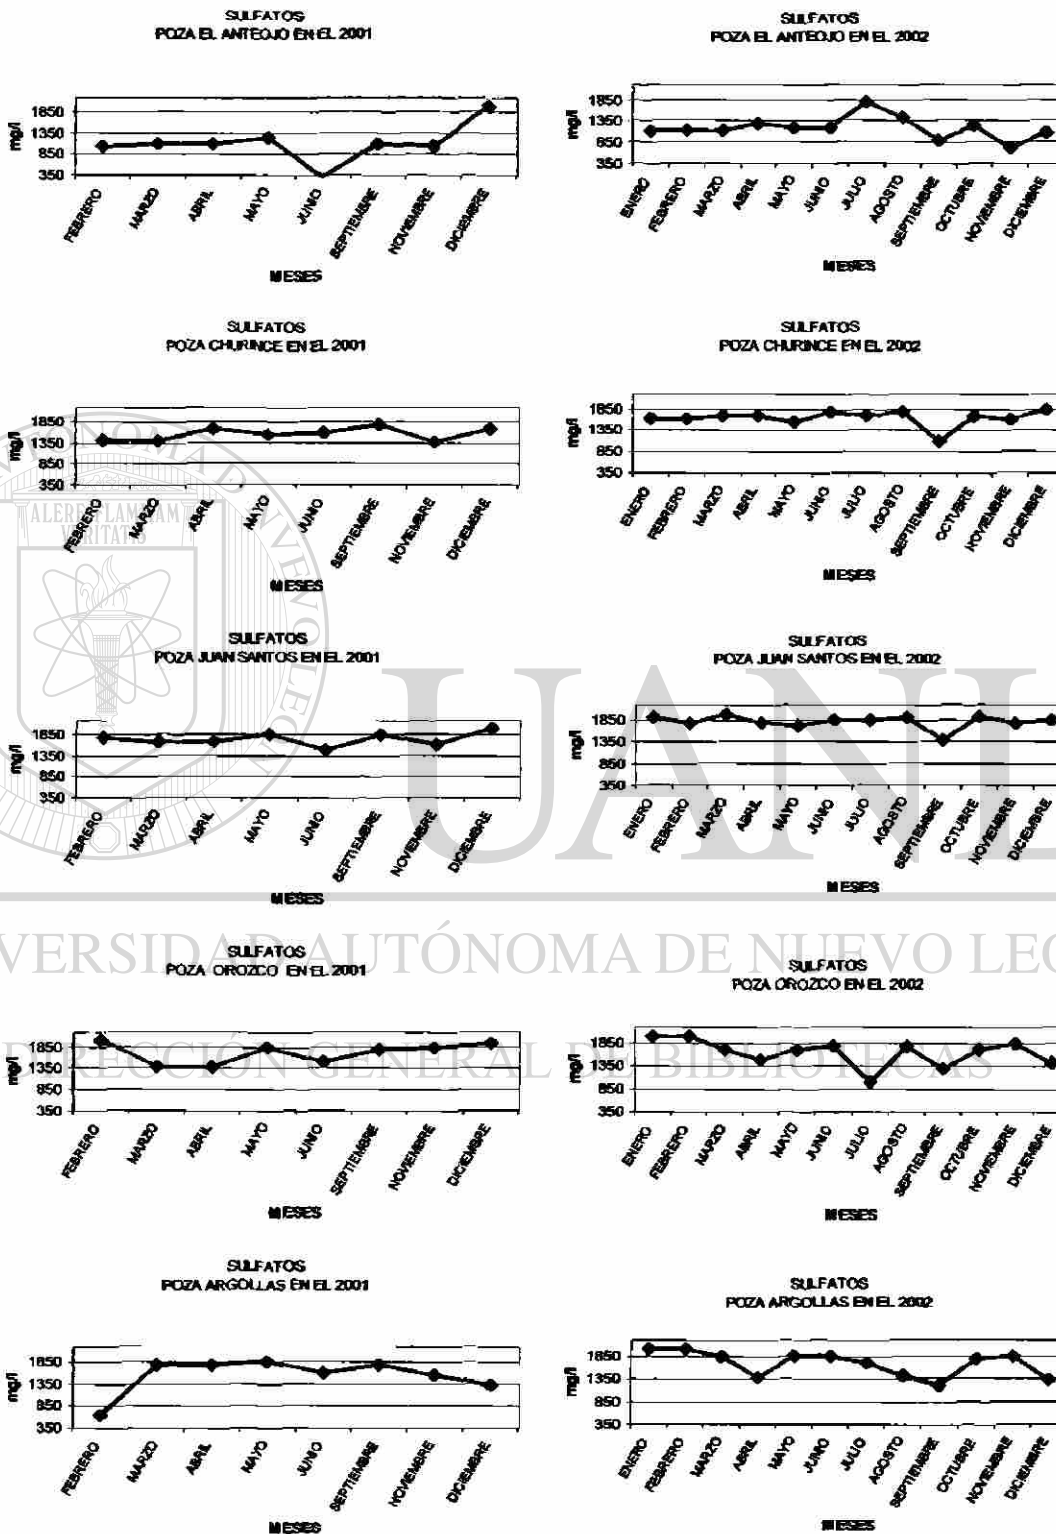 SULFATOS
POZA EL ANTEOJO EN EL 2001
mg/l
1850
1350
850
350
FEBRERO
MARZO
ABRIL
MAYO
JUNIO
SEPTIEMBRE
NOVIEMBRE
DICIEMBRE
MESES
SULFATOS
POZA EL ANTEOJO EN EL 2002
mg/l
1850
1350
850
350
ENERO
FEBRERO
MARZO
ABRIL
MAYO
JUNIO
JULIO
AGOSTO
SEPTIEMBRE
OCTUBRE
NOVIEMBRE
DICIEMBRE
MESES
SULFATOS
POZA CHURINCE EN EL 2001
mg/l
1850
1350
850
350
FEBRERO
MARZO
ABRIL
MAYO
JUNIO
SEPTIEMBRE
NOVIEMBRE
DICIEMBRE
MESES
SULFATOS
POZA CHURINCE EN EL 2002
mg/l
1850
1350
850
350
ENERO
FEBRERO
MARZO
ABRIL
MAYO
JUNIO
JULIO
AGOSTO
SEPTIEMBRE
OCTUBRE
NOVIEMBRE
DICIEMBRE
MESES
SULFATOS
POZA JUAN SANTOS EN EL 2001
mg/l
1850
1350
850
350
FEBRERO
MARZO
ABRIL
MAYO
JUNIO
SEPTIEMBRE
NOVIEMBRE
DICIEMBRE
MESES
SULFATOS
POZA JUAN SANTOS EN EL 2002
mg/l
1850
1350
850
350
ENERO
FEBRERO
MARZO
ABRIL
MAYO
JUNIO
JULIO
AGOSTO
SEPTIEMBRE
OCTUBRE
NOVIEMBRE
DICIEMBRE
MESES
UANL
VERSIDAD AUTÓNOMA DE NUEVO LEÓ
DIRECCIÓN GENERAL DE BIBLIOTECAS
SULFATOS
POZA OROZCO EN EL 2001
mg/l
1850
1350
850
350
FEBRERO
MARZO
ABRIL
MAYO
JUNIO
SEPTIEMBRE
NOVIEMBRE
DICIEMBRE
MESES
SULFATOS
POZA OROZCO EN EL 2002
mg/l
1850
1350
850
350
ENERO
FEBRERO
MARZO
ABRIL
MAYO
JUNIO
JULIO
AGOSTO
SEPTIEMBRE
OCTUBRE
NOVIEMBRE
DICIEMBRE
MESES
SULFATOS
POZA ARGOLLAS EN EL 2001
mg/l
1850
1350
850
350
FEBRERO
MARZO
ABRIL
MAYO
JUNIO
SEPTIEMBRE
NOVIEMBRE
DICIEMBRE
MESES
SULFATOS
POZA ARGOLLAS EN EL 2002
mg/l
1850
1350
850
350
ENERO
FEBRERO
MARZO
ABRIL
MAYO
JUNIO
JULIO
AGOSTO
SEPTIEMBRE
OCTUBRE
NOVIEMBRE
DICIEMBRE
MESES